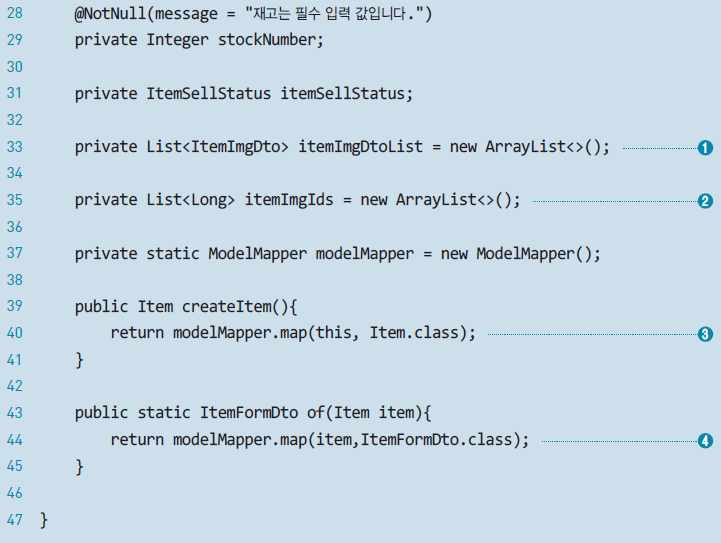 28 @NotNull(message = "재고는 필수 입력 값입니다.")
29 private Integer stockNumber;
30
31 private ItemSellStatus itemSellStatus;
32
33 private List<ItemImgDto> itemImgDtoList = new ArrayList<>(); ❶
34
35 private List<Long> itemImgIds = new ArrayList<>(); ❷
36
37 private static ModelMapper modelMapper = new ModelMapper();
38
39 public Item createItem(){
40 return modelMapper.map(this, Item.class); ❸
41 }
42
43 public static ItemFormDto of(Item item){
44 return modelMapper.map(item,ItemFormDto.class); ❹
45 }
46
47 }